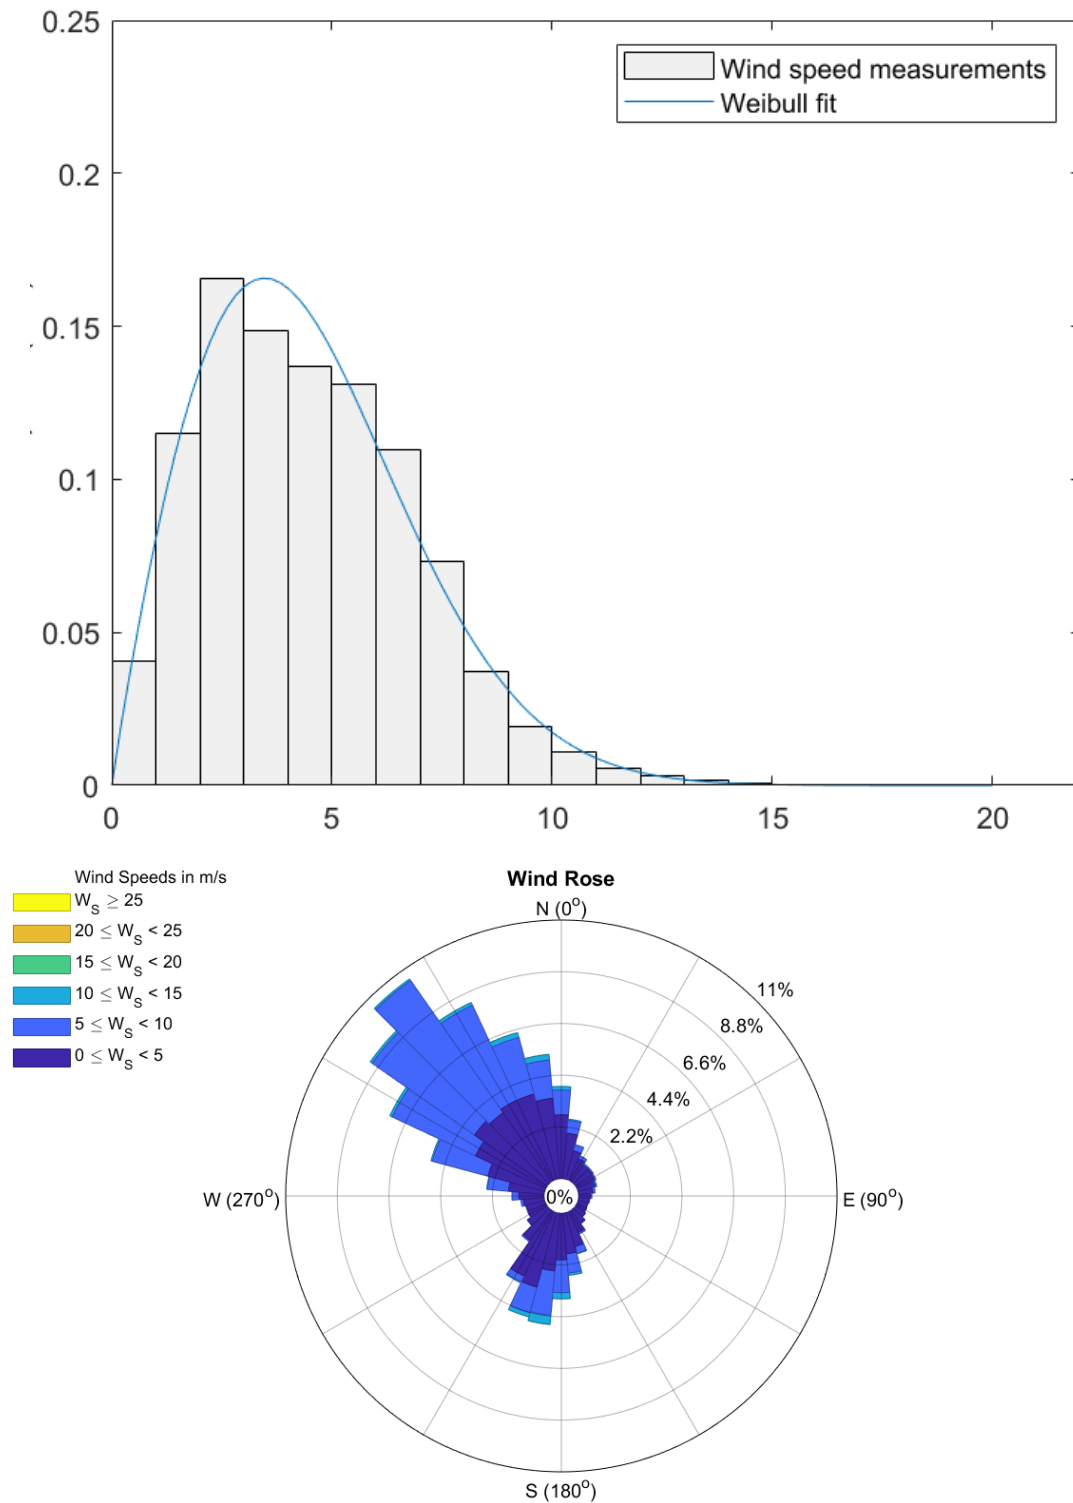 0.25
0.2
0.15
0.1
0.05
0
0 5 10 15 20
Wind speed measurements
Weibull fit
Wind Speeds in m/s
W_S ≥ 25
20 ≤ W_S < 25
15 ≤ W_S < 20
10 ≤ W_S < 15
5 ≤ W_S < 10
0 ≤ W_S < 5
Wind Rose
N (0°)
11%
8.8%
6.6%
4.4%
2.2%
0%
W (270°)
E (90°)
S (180°)